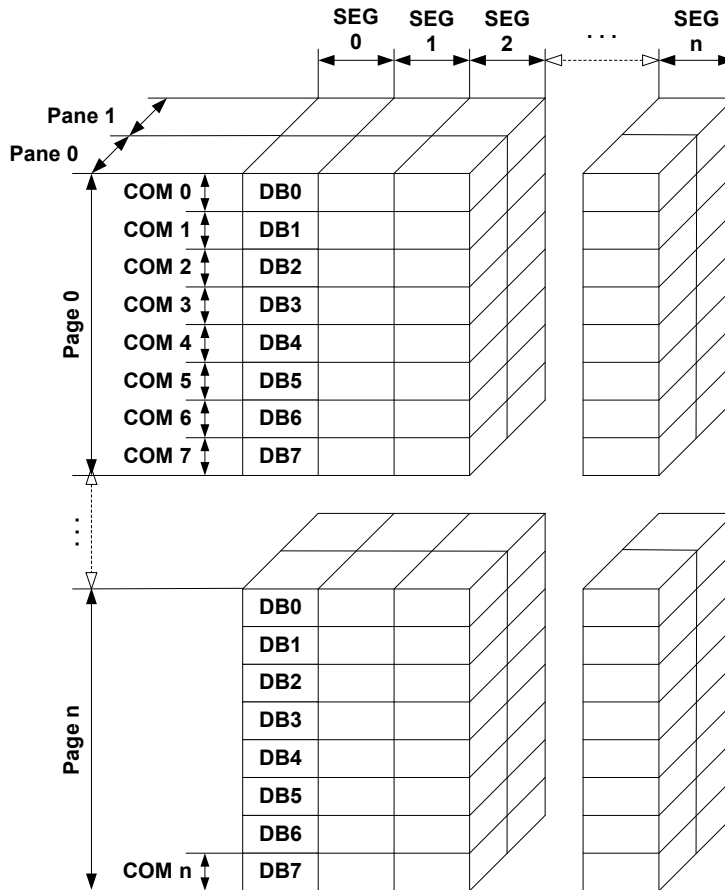 SEG 0
SEG 1
SEG 2
. . .
SEG n
Pane 1
Pane 0
Page 0
COM 0 DB0
COM 1 DB1
COM 2 DB2
COM 3 DB3
COM 4 DB4
COM 5 DB5
COM 6 DB6
COM 7 DB7
. . .
Page n
DB0
DB1
DB2
DB3
DB4
DB5
DB6
COM n DB7